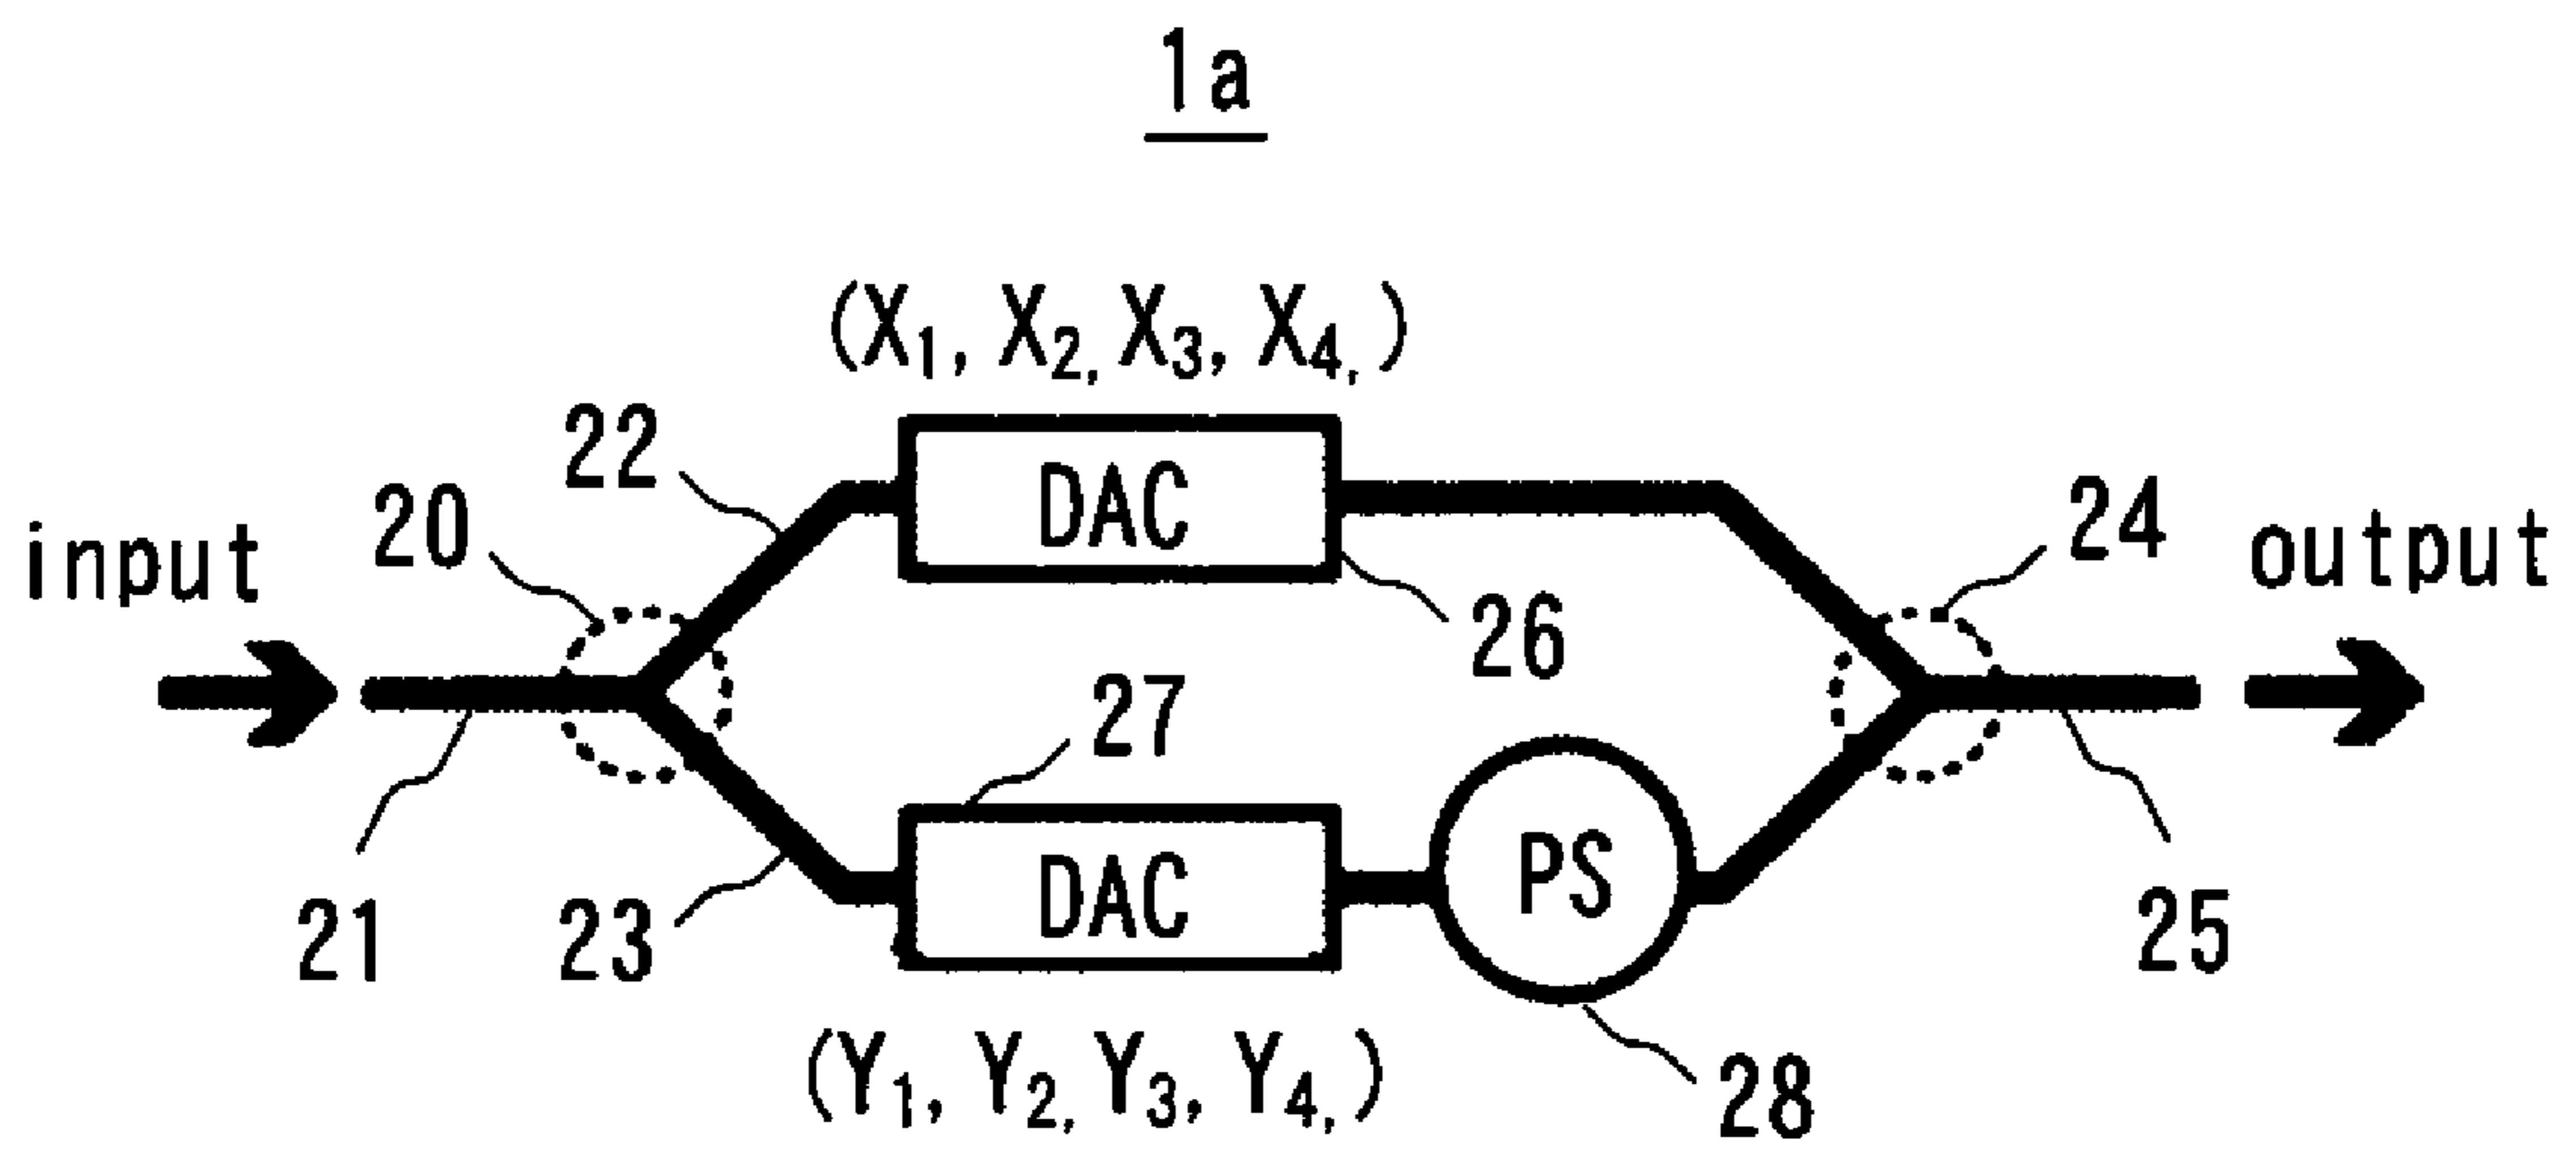 1a
(X1, X2, X3, X4,)
22
20
24
input
DAC
output
26
27
DAC
PS
21
23
25
(Y1, Y2, Y3, Y4,)
28